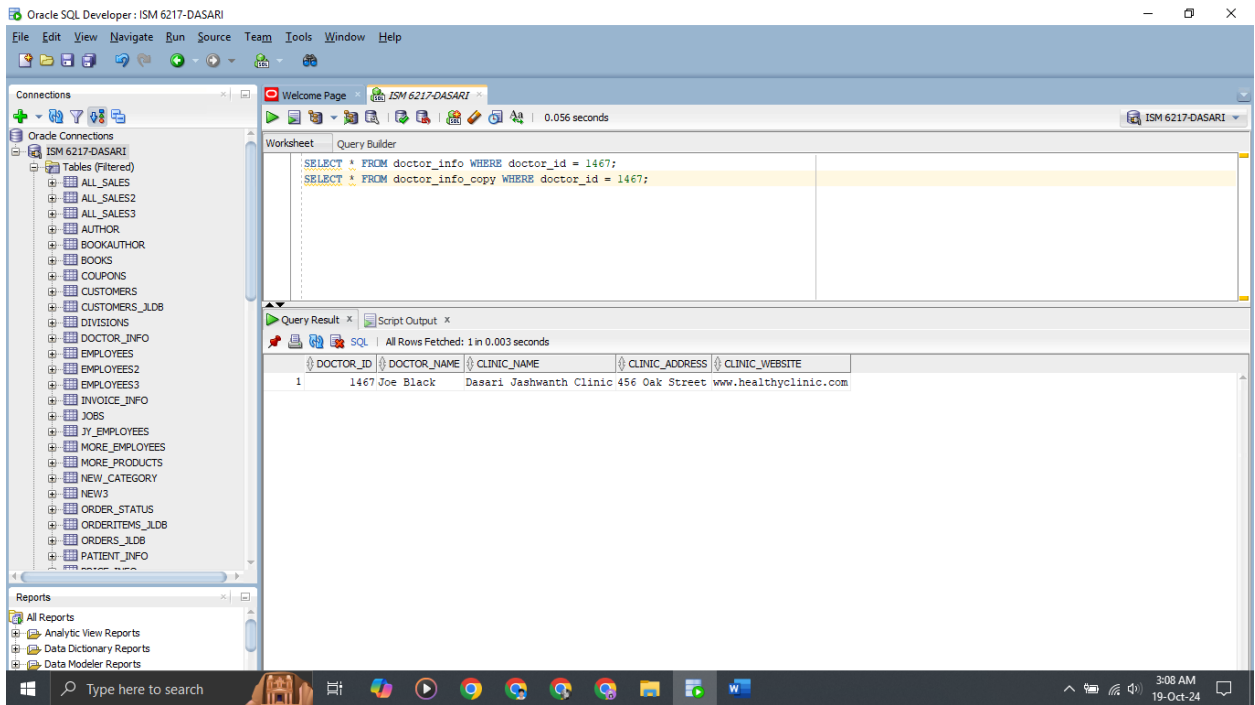 Oracle SQL Developer : ISM 6217-DASARI
File Edit View Navigate Run Source Team Tools Window Help
Connections
Welcome Page
ISM 6217-DASARI
0.056 seconds
ISM 6217-DASARI
Oracle Connections
ISM 6217-DASARI
Tables (Filtered)
ALL_SALES
ALL_SALES2
ALL_SALES3
AUTHOR
BOOKAUTHOR
BOOKS
COUPONS
CUSTOMERS
CUSTOMERS_JLDB
DIVISIONS
DOCTOR_INFO
EMPLOYEES
EMPLOYEES2
EMPLOYEES3
INVOICE_INFO
JOBS
JY_EMPLOYEES
MORE_EMPLOYEES
MORE_PRODUCTS
NEW_CATEGORY
NEW3
ORDER_STATUS
ORDERITEMS_JLDB
ORDERS_JLDB
PATIENT_INFO
Worksheet Query Builder
SELECT * FROM doctor_info WHERE doctor_id = 1467;
SELECT * FROM doctor_info_copy WHERE doctor_id = 1467;
Query Result x Script Output x
SQL | All Rows Fetched: 1 in 0.003 seconds
DOCTOR_ID DOCTOR_NAME CLINIC_NAME CLINIC_ADDRESS CLINIC_WEBSITE
1 1467 Joe Black Dasari Jashwanth Clinic 456 Oak Street www.healthyclinic.com
Reports
All Reports
Analytic View Reports
Data Dictionary Reports
Data Modeler Reports
Type here to search
3:08 AM
19-Oct-24